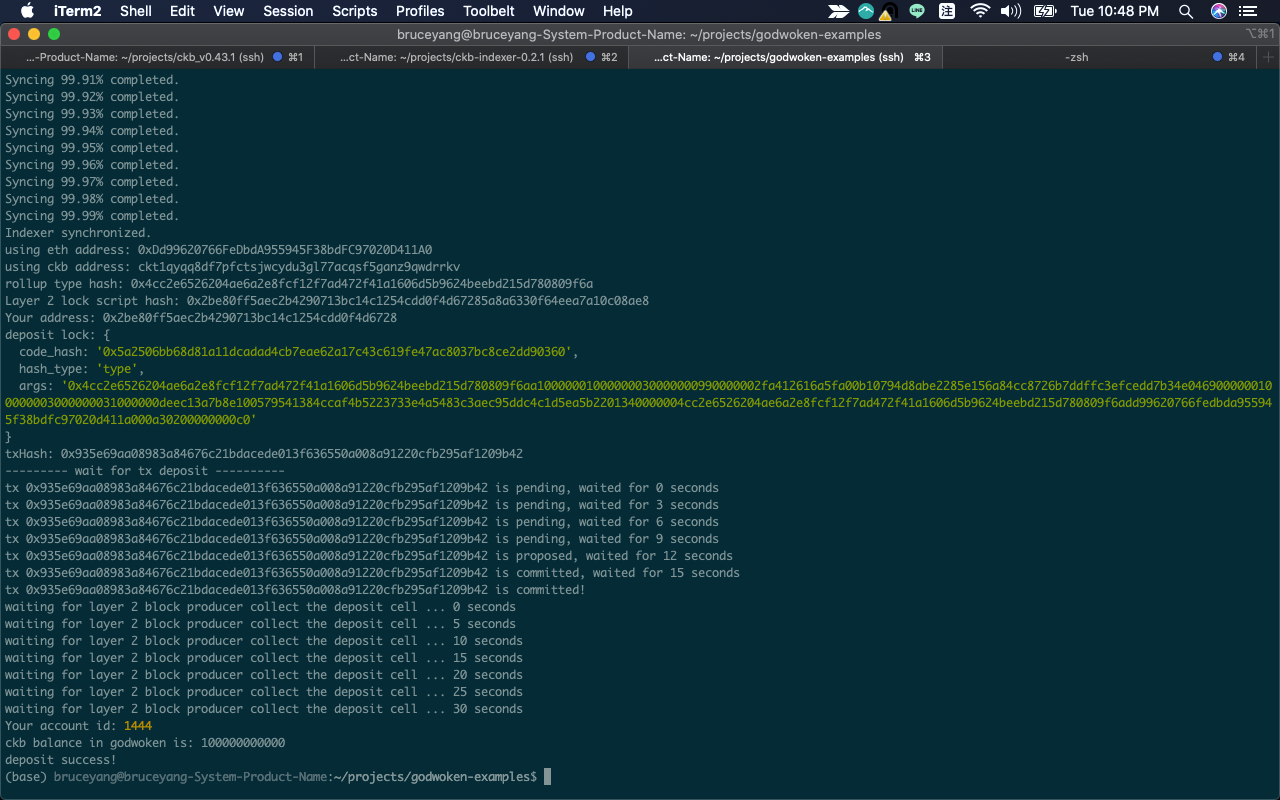 iTerm2 Shell Edit View Session Scripts Profiles Toolbelt Window Help LINE 注 Tue 10:48 PM
bruceyang@bruceyang-System-Product-Name: ~/projects/godwoken-examples ⌥⌘1
...-Product-Name: ~/projects/ckb_v0.43.1 (ssh) ⌘1 ...ct-Name: ~/projects/ckb-indexer-0.2.1 (ssh) ⌘2 ...ct-Name: ~/projects/godwoken-examples (ssh) ⌘3 -zsh ⌘4 +
Syncing 99.91% completed.
Syncing 99.92% completed.
Syncing 99.93% completed.
Syncing 99.94% completed.
Syncing 99.95% completed.
Syncing 99.96% completed.
Syncing 99.97% completed.
Syncing 99.98% completed.
Syncing 99.99% completed.
Indexer synchronized.
using eth address: 0xDd99620766FeDbdA955945F38bdFC97020D411A0
using ckb address: ckt1qyqq8df7pfctsjwcydu3gl77acqsf5ganz9qwdrrkv
rollup type hash: 0x4cc2e6526204ae6a2e8fcf12f7ad472f41a1606d5b9624beebd215d780809f6a
Layer 2 lock script hash: 0x2be80ff5aec2b4290713bc14c1254cdd0f4d67285a8a6330f64eea7a10c08ae8
Your address: 0x2be80ff5aec2b4290713bc14c1254cdd0f4d6728
deposit lock: {
  code_hash: '0x5a2506bb68d81a11dcadad4cb7eae62a17c43c619fe47ac8037bc8ce2dd90360',
  hash_type: 'type',
  args: '0x4cc2e6526204ae6a2e8fcf12f7ad472f41a1606d5b9624beebd215d780809f6aa10000001000000030000000990000002fa412616a5fa00b10794d8abe2285e156a84cc8726b7ddffc3efcedd7b34e046900000010
0000000300000031000000deec13a7b8e100579541384ccaf4b5223733e4a5483c3aec95ddc4c1d5ea5b2201340000004cc2e6526204ae6a2e8fcf12f7ad472f41a1606d5b9624beebd215d780809f6add99620766fedbda95594
5f38bdfc97020d411a000a30200000000c0'
}
txHash: 0x935e69aa08983a84676c21bdacede013f636550a008a91220cfb295af1209b42
--------- wait for tx deposit ----------
tx 0x935e69aa08983a84676c21bdacede013f636550a008a91220cfb295af1209b42 is pending, waited for 0 seconds
tx 0x935e69aa08983a84676c21bdacede013f636550a008a91220cfb295af1209b42 is pending, waited for 3 seconds
tx 0x935e69aa08983a84676c21bdacede013f636550a008a91220cfb295af1209b42 is pending, waited for 6 seconds
tx 0x935e69aa08983a84676c21bdacede013f636550a008a91220cfb295af1209b42 is pending, waited for 9 seconds
tx 0x935e69aa08983a84676c21bdacede013f636550a008a91220cfb295af1209b42 is proposed, waited for 12 seconds
tx 0x935e69aa08983a84676c21bdacede013f636550a008a91220cfb295af1209b42 is committed, waited for 15 seconds
tx 0x935e69aa08983a84676c21bdacede013f636550a008a91220cfb295af1209b42 is committed!
waiting for layer 2 block producer collect the deposit cell ... 0 seconds
waiting for layer 2 block producer collect the deposit cell ... 5 seconds
waiting for layer 2 block producer collect the deposit cell ... 10 seconds
waiting for layer 2 block producer collect the deposit cell ... 15 seconds
waiting for layer 2 block producer collect the deposit cell ... 20 seconds
waiting for layer 2 block producer collect the deposit cell ... 25 seconds
waiting for layer 2 block producer collect the deposit cell ... 30 seconds
Your account id: 1444
ckb balance in godwoken is: 100000000000
deposit success!
(base) bruceyang@bruceyang-System-Product-Name:~/projects/godwoken-examples$